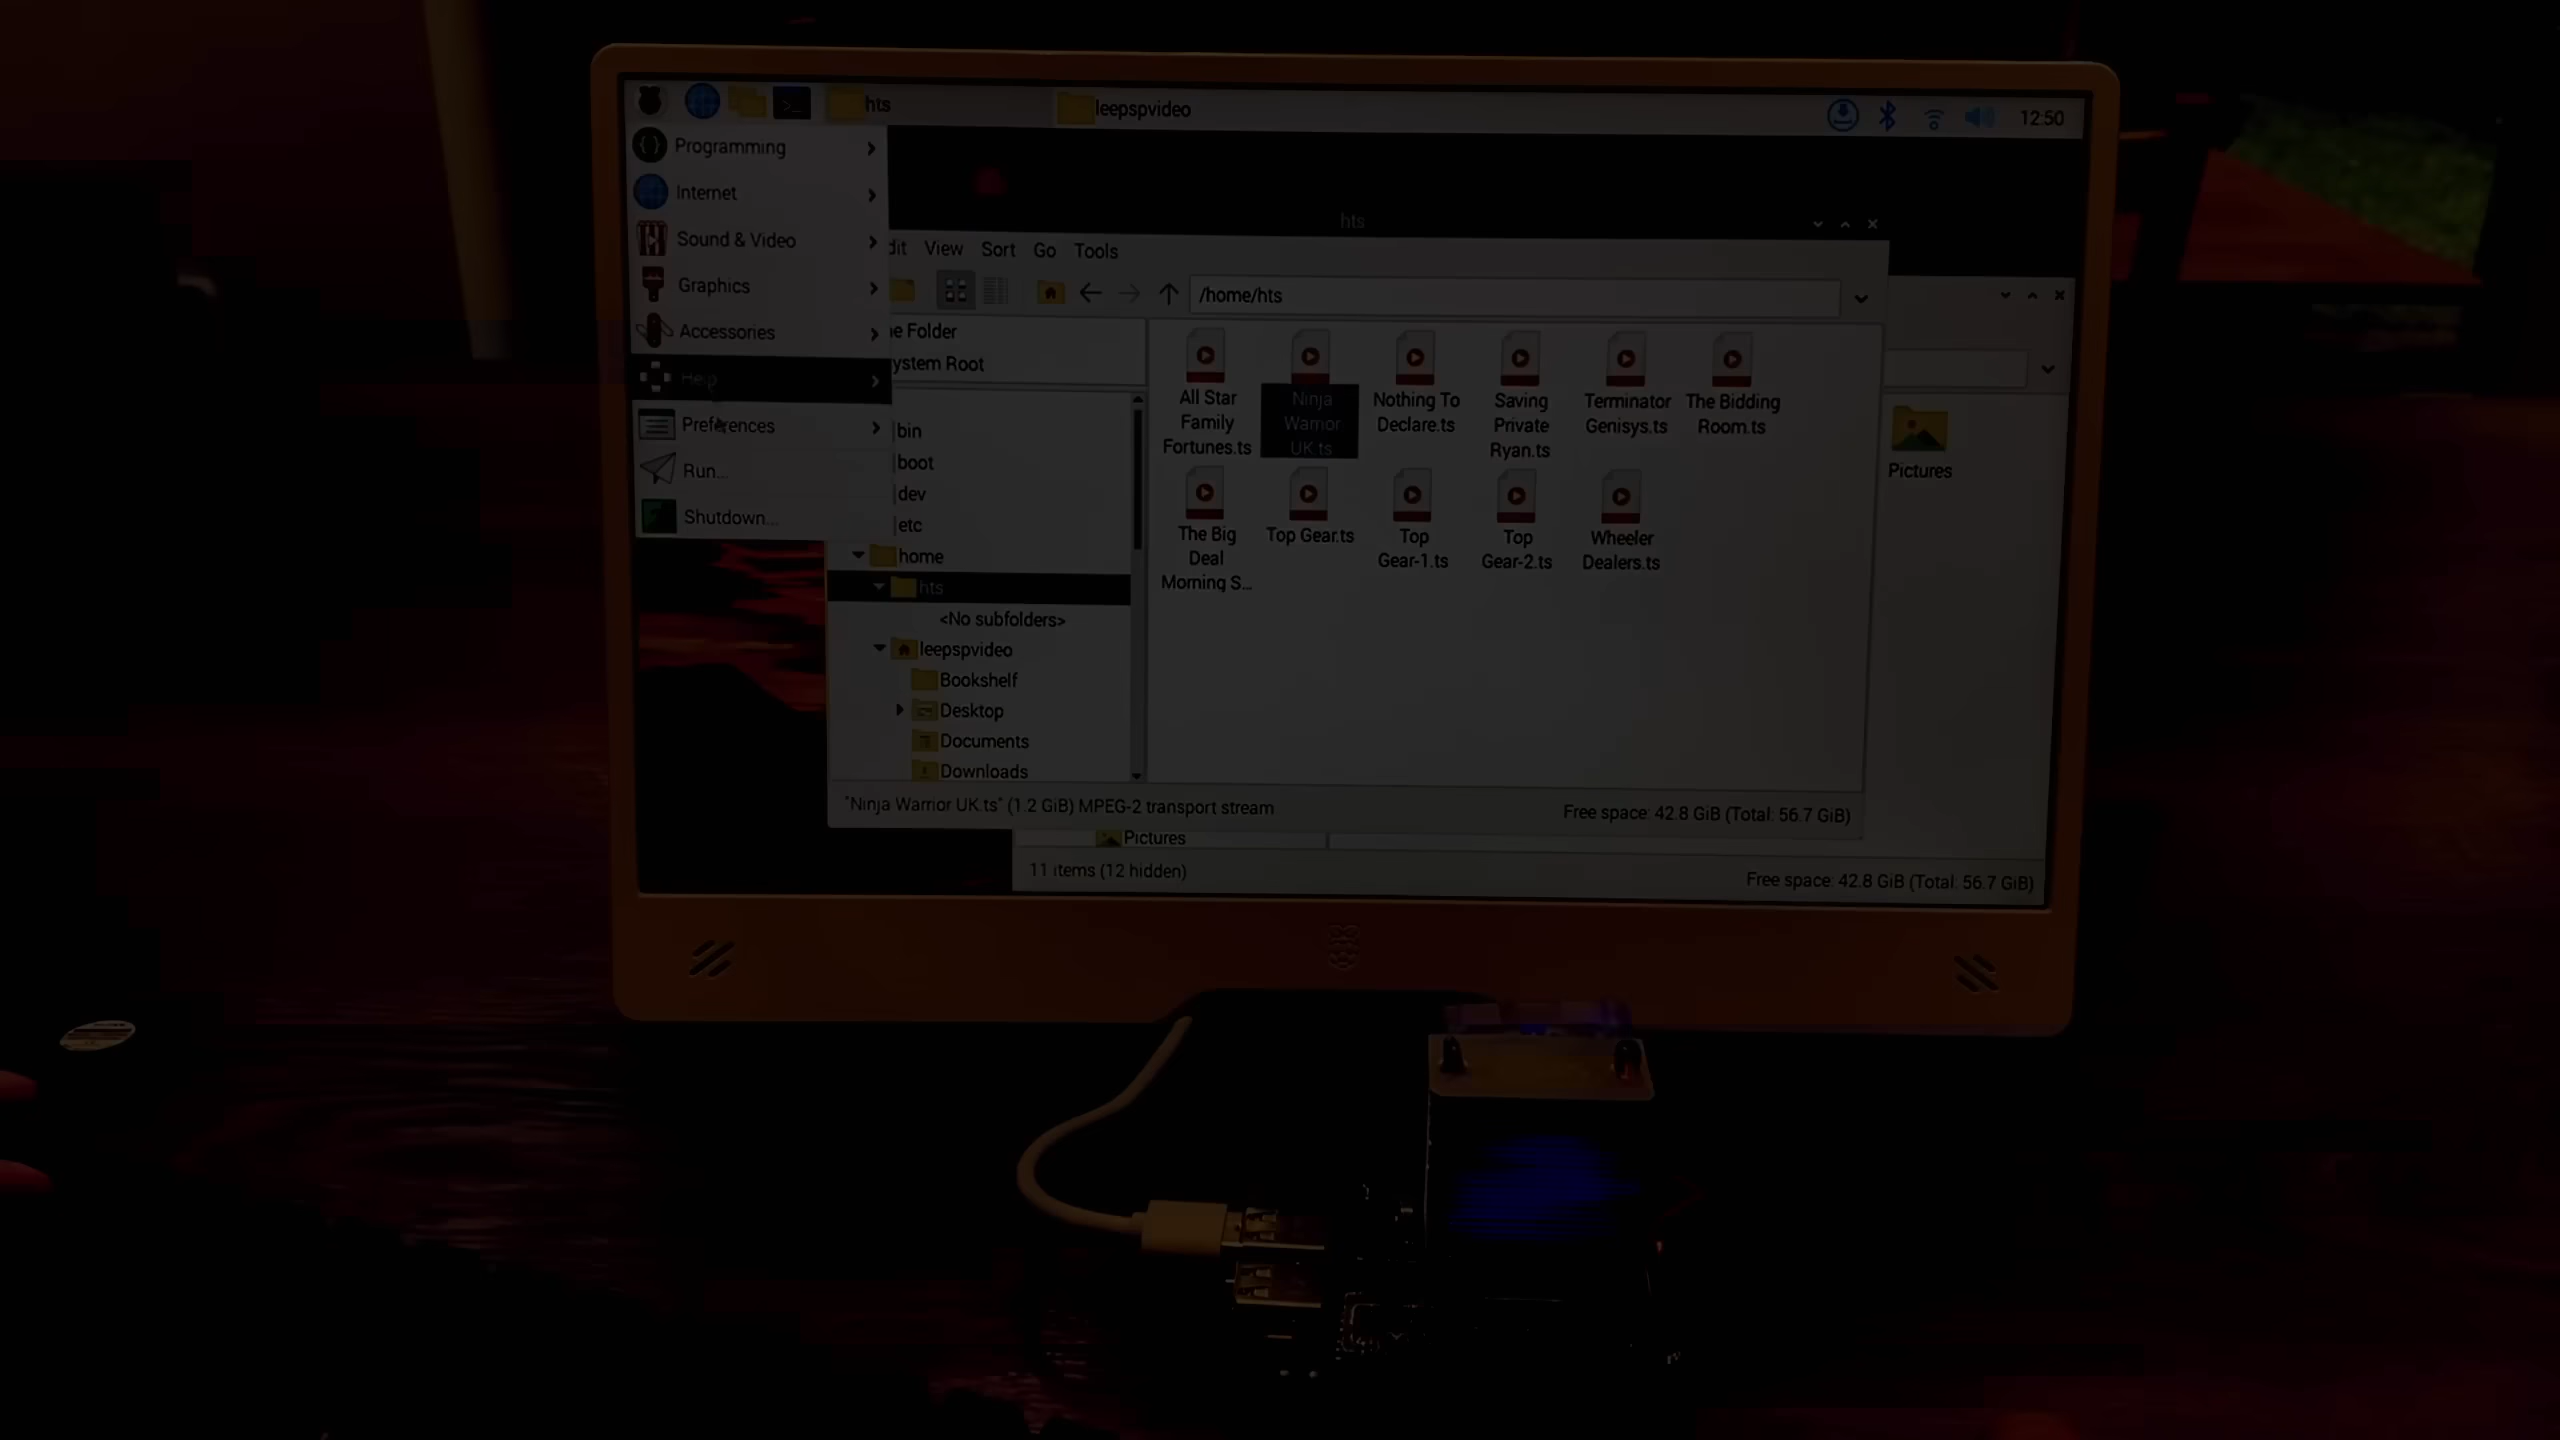 hts
leepspvideo
12:50
Programming
Internet
Sound & Video
Graphics
Accessories
Help
Preferences
Run...
Shutdown...
hts
dit View Sort Go Tools
/home/hts
e Folder
ystem Root
bin
boot
dev
etc
home
hts
<No subfolders>
leepspvideo
Bookshelf
Desktop
Documents
Downloads
All Star
Family
Fortunes.ts
Ninja
Warrior
UK.ts
Nothing To
Declare.ts
Saving
Private
Ryan.ts
Terminator
Genisys.ts
The Bidding
Room.ts
The Big
Deal
Morning S...
Top Gear.ts
Top
Gear-1.ts
Top
Gear-2.ts
Wheeler
Dealers.ts
Pictures
"Ninja Warrior UK.ts" (1.2 GiB) MPEG-2 transport stream
Free space: 42.8 GiB (Total: 56.7 GiB)
Pictures
11 items (12 hidden)
Free space: 42.8 GiB (Total: 56.7 GiB)